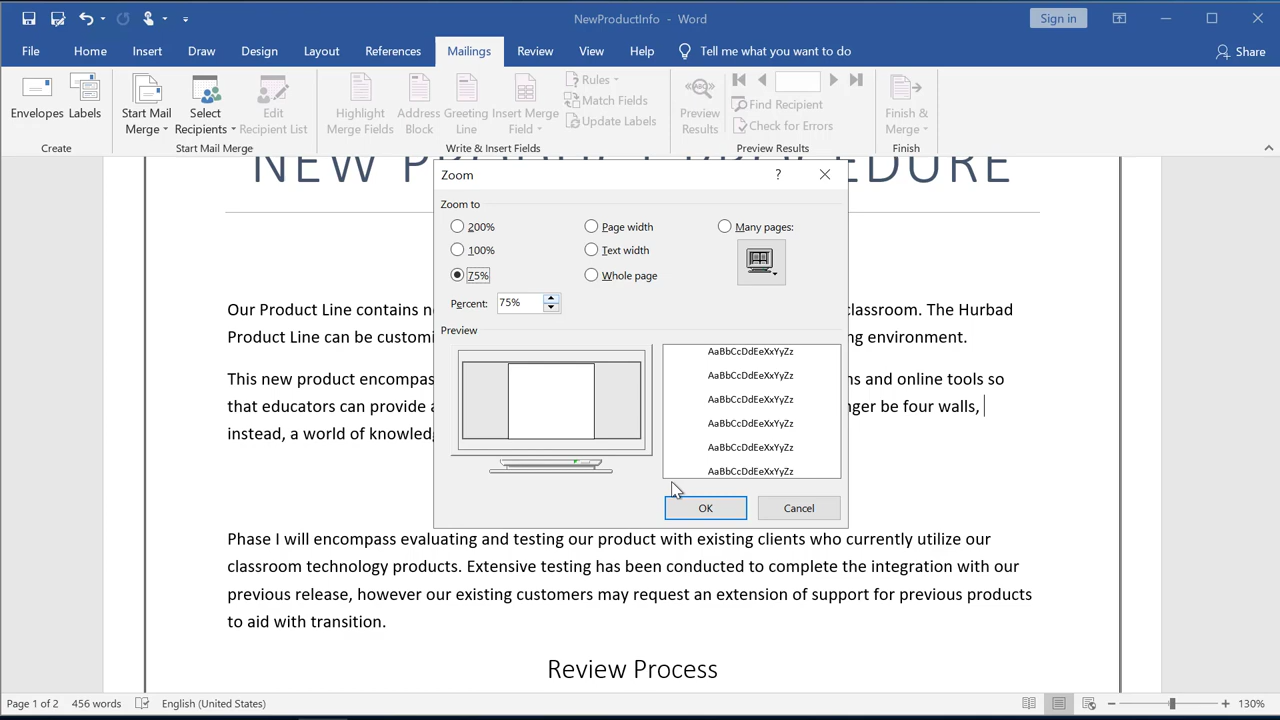 NewProductInfo - Word
Sign in
File Home Insert Draw Design Layout References Mailings Review View Help Tell me what you want to do Share
Envelopes Labels
Start Mail Merge
Select Recipients
Edit Recipient List
Highlight Merge Fields
Address Block
Greeting Line
Insert Merge Field
Rules
Match Fields
Update Labels
Preview Results
Find Recipient
Check for Errors
Finish & Merge
Create Start Mail Merge Write & Insert Fields Preview Results Finish
NEW P EDURE
Zoom ?
Zoom to
200% Page width Many pages:
100% Text width
75% Whole page
Percent: 75%
Preview
AaBbCcDdEeXxYyZz
AaBbCcDdEeXxYyZz
AaBbCcDdEeXxYyZz
AaBbCcDdEeXxYyZz
AaBbCcDdEeXxYyZz
AaBbCcDdEeXxYyZz
OK Cancel
Our Product Line contains n lassroom. The Hurbad
Product Line can be customi ng environment.
This new product encompas ns and online tools so
that educators can provide a nger be four walls,
instead, a world of knowled
Phase I will encompass evaluating and testing our product with existing clients who currently utilize our
classroom technology products. Extensive testing has been conducted to complete the integration with our
previous release, however our existing customers may request an extension of support for previous products
to aid with transition.
Review Process
Page 1 of 2 456 words English (United States) 130%